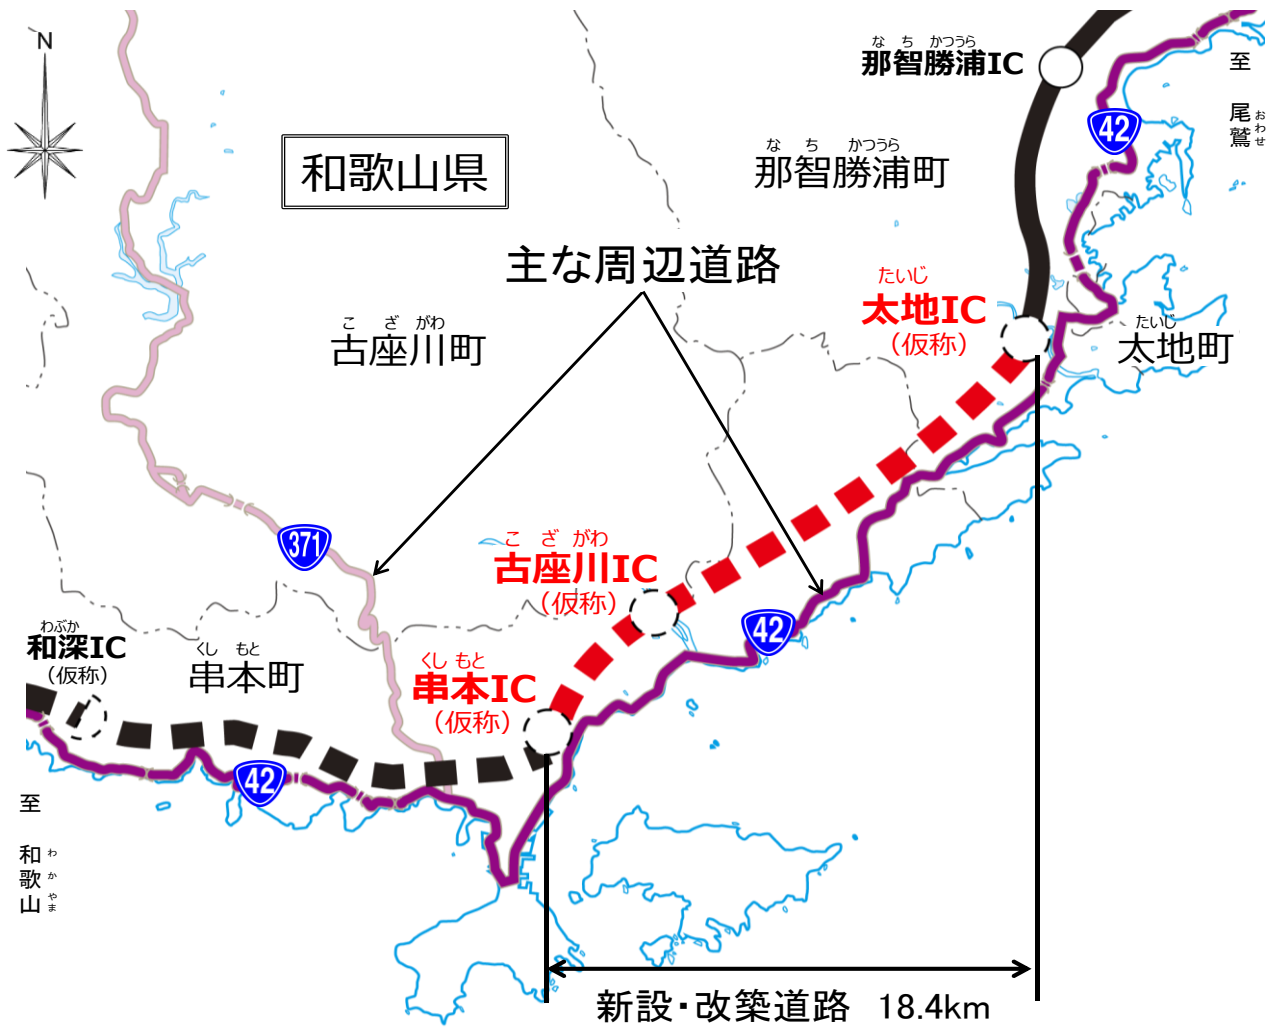 N
な ち かつうら
那智勝浦IC
至 尾鷲
おわせ
42
和歌山県
な ち かつうら
那智勝浦町
主な周辺道路
たいじ
太地IC
（仮称）
こ ざ がわ
古座川町
たいじ
太地町
371
こ ざ がわ
古座川IC
（仮称）
42
わぶか
和深IC
（仮称）
くし もと
串本町
くし もと
串本IC
（仮称）
42
至 和歌山
わ か やま
新設・改築道路 18.4km